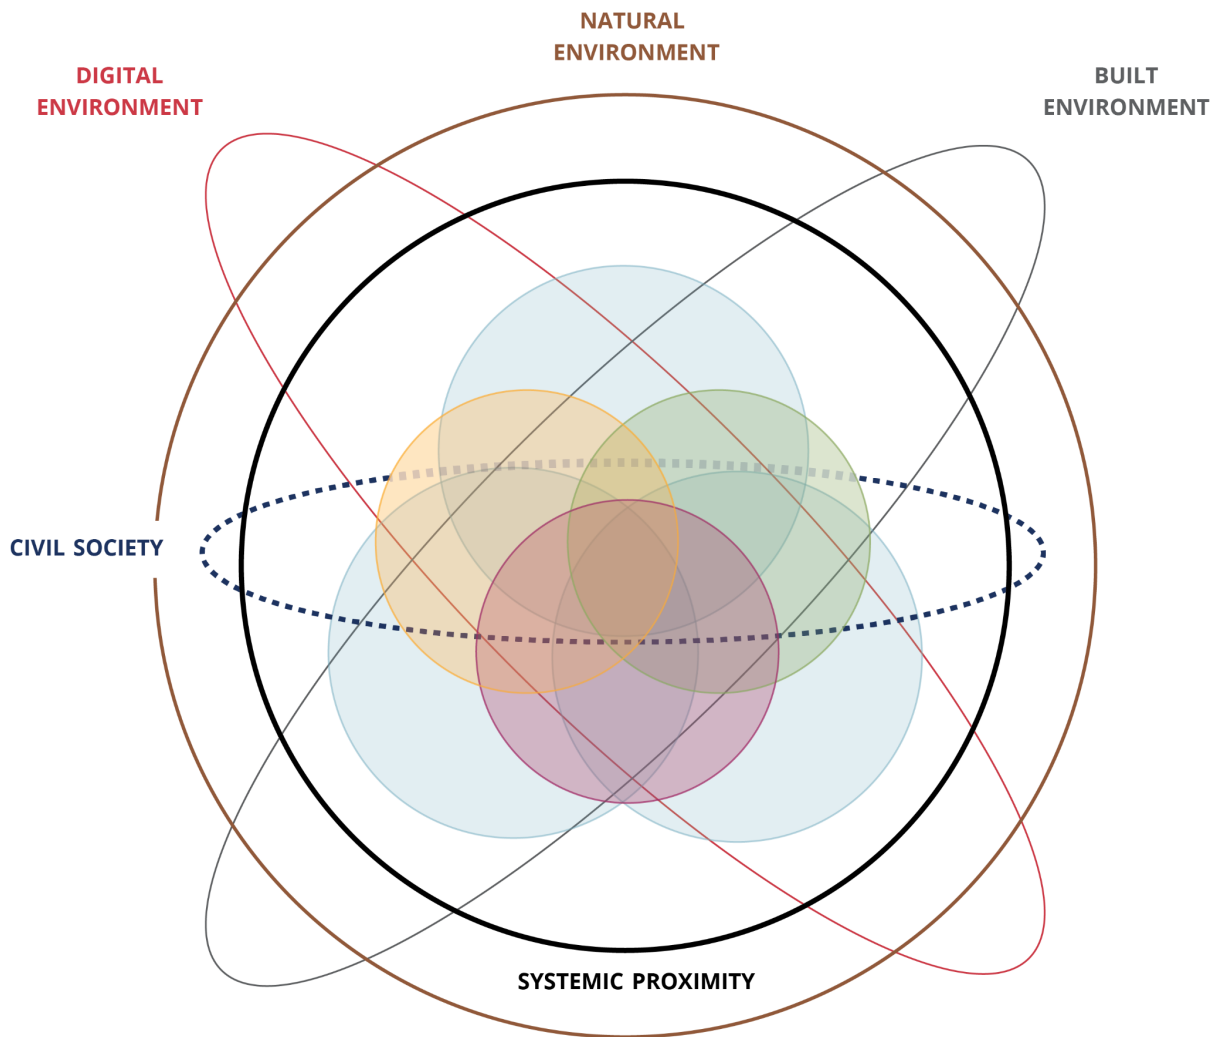 NATURAL
ENVIRONMENT
DIGITAL
ENVIRONMENT
BUILT
ENVIRONMENT
CIVIL SOCIETY
SYSTEMIC PROXIMITY